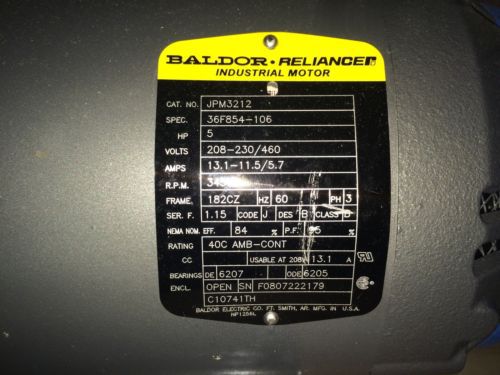 BALDOR • RELIANCE
INDUSTRIAL MOTOR
CAT. NO. JPM3212
SPEC. 36F854-106
HP 5
VOLTS 208-230/460
AMPS 13.1-11.5/5.7
R.P.M.
FRAME. 182CZ HZ 60 PH 3
SER. F. 1.15 CODE J DES B CLASS
NEMA NOM. EFF. 84 % P.F. %
RATING 40C AMB-CONT
CC USABLE AT 208V 13.1 A
BEARINGS DE 6207 ODE 6205
ENCL. OPEN SN F0807222179
C10741TH
BALDOR ELECTRIC CO. FT. SMITH, AR. MFG. IN U.S.A.